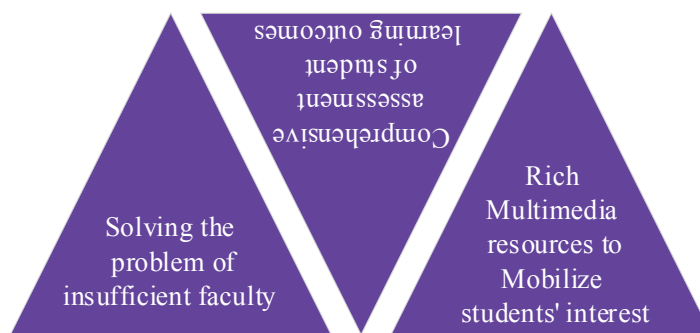 Solving the
problem of
insufficient faculty
Comprehensive
assessment
of student
learning outcomes
Rich
Multimedia
resources to
Mobilize
students' interest